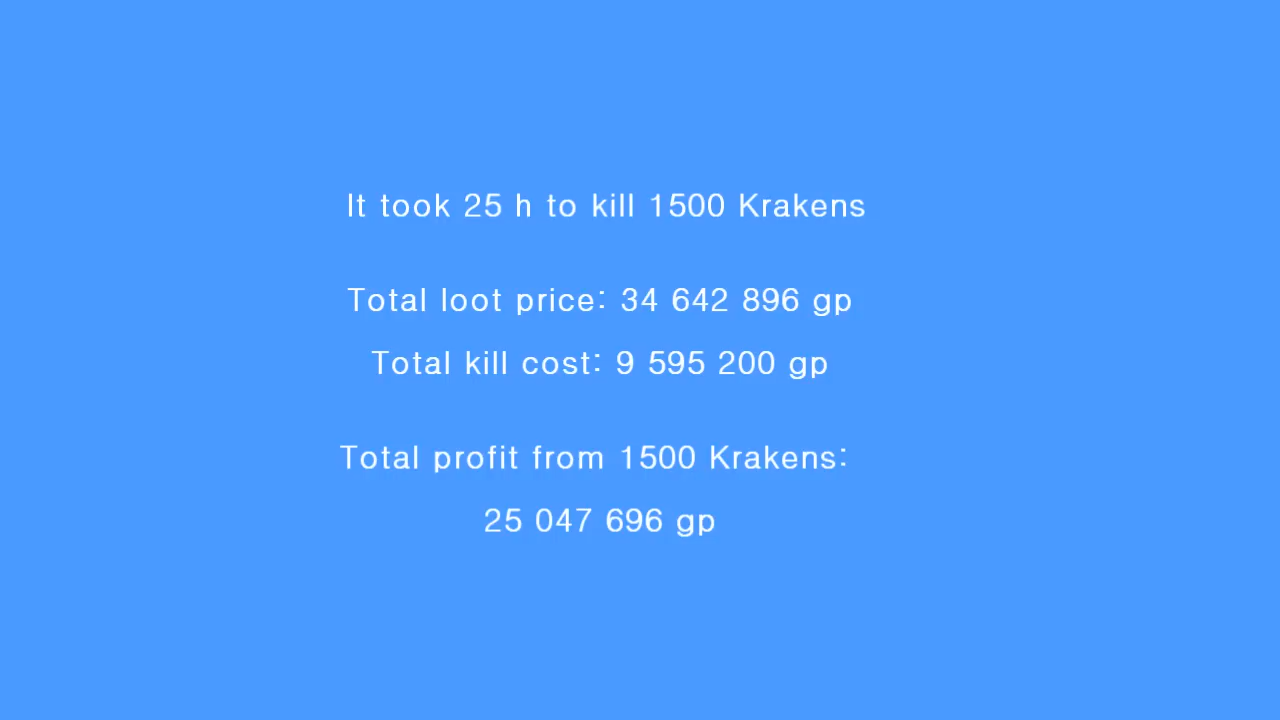 It took 25 h to kill 1500 Krakens
Total loot price: 34 642 896 gp
Total kill cost: 9 595 200 gp
Total profit from 1500 Krakens:
25 047 696 gp